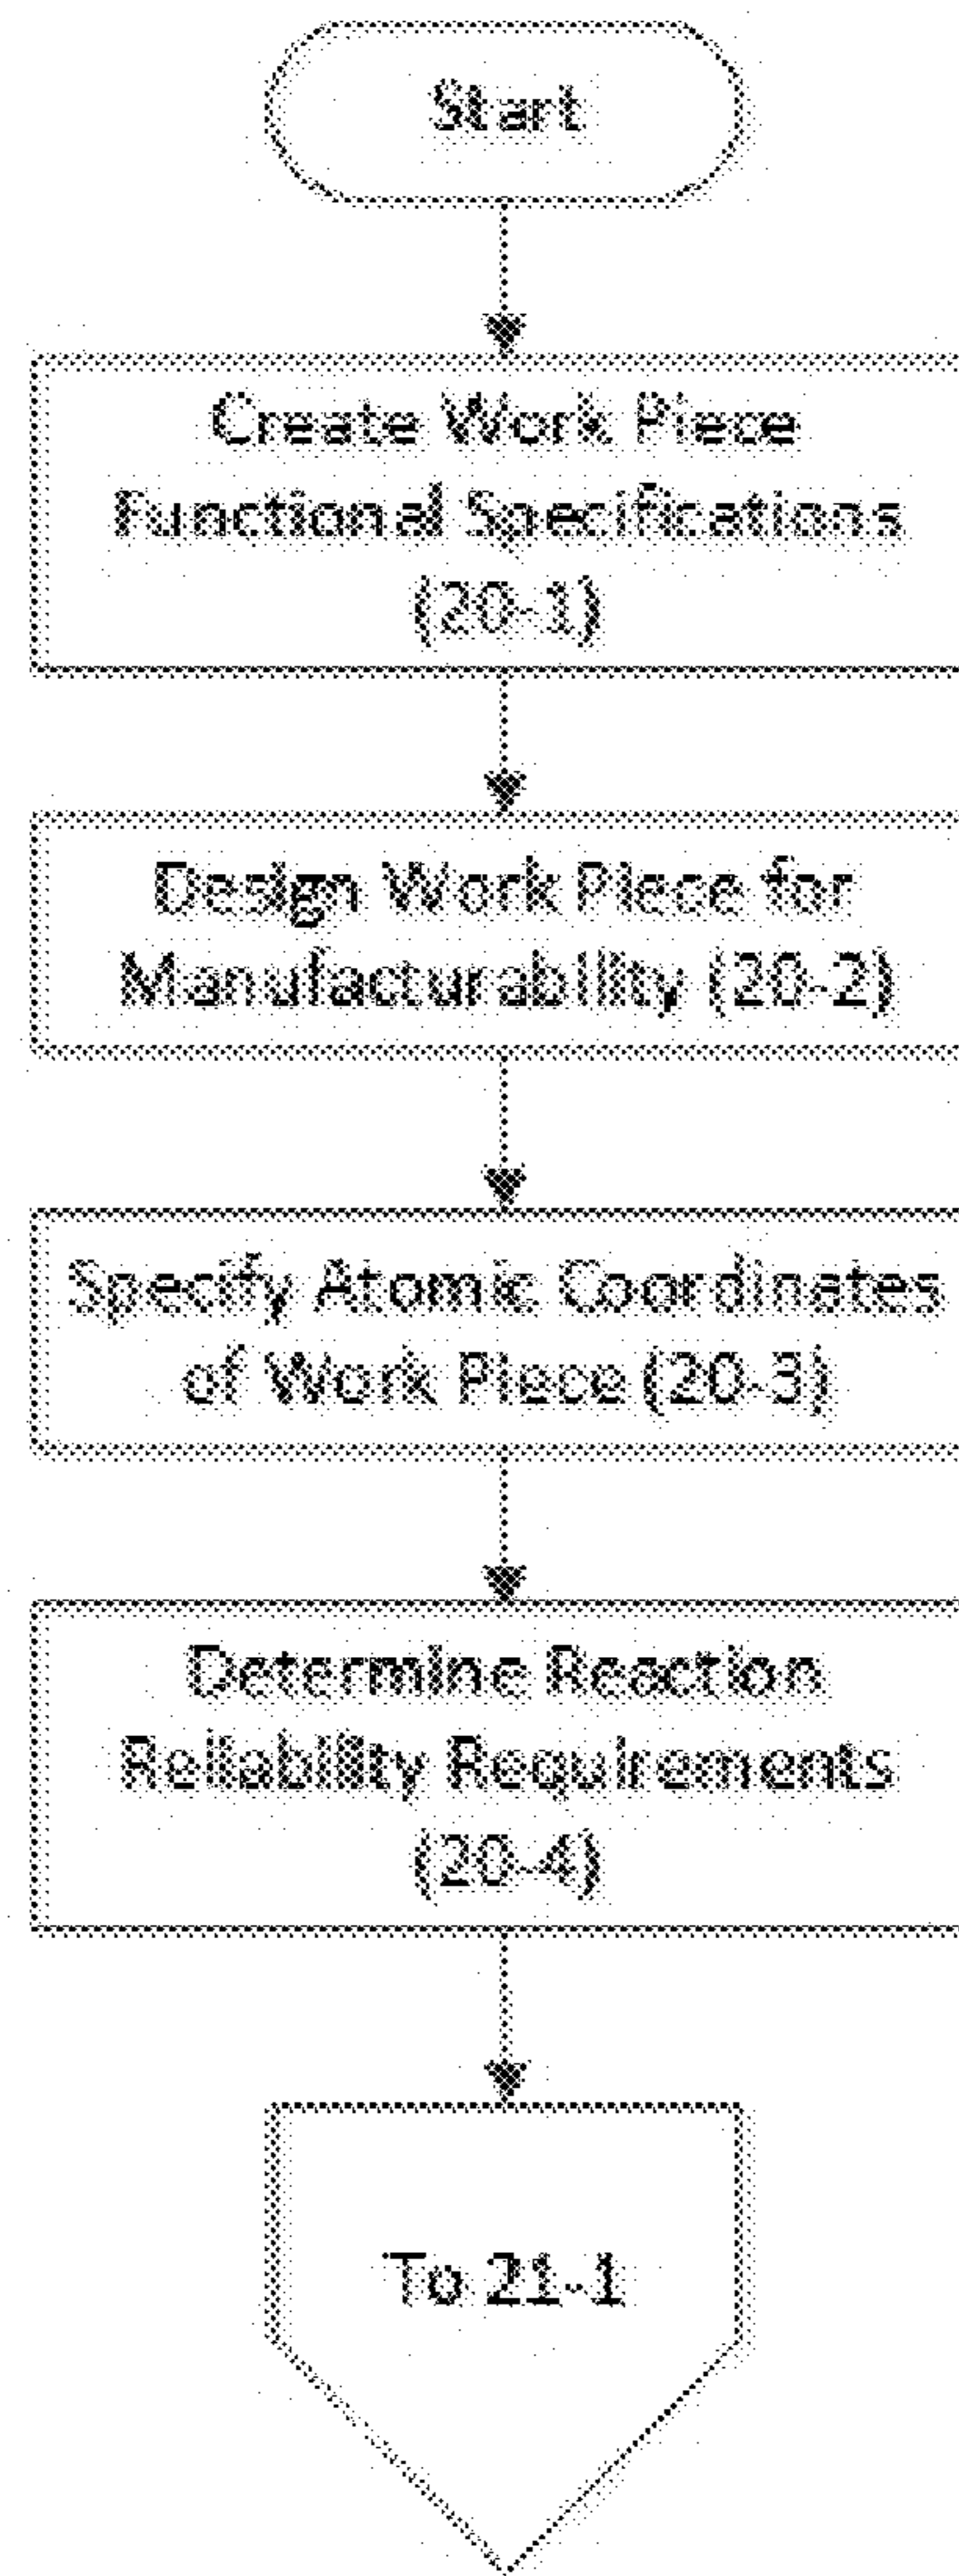 Start
Create Work Piece
Functional Specifications
(20-1)
Design Work Piece for
Manufacturability (20-2)
Specify Atomic Coordinates
of Work Piece (20-3)
Determine Reaction
Reliability Requirements
(20-4)
To 21-1